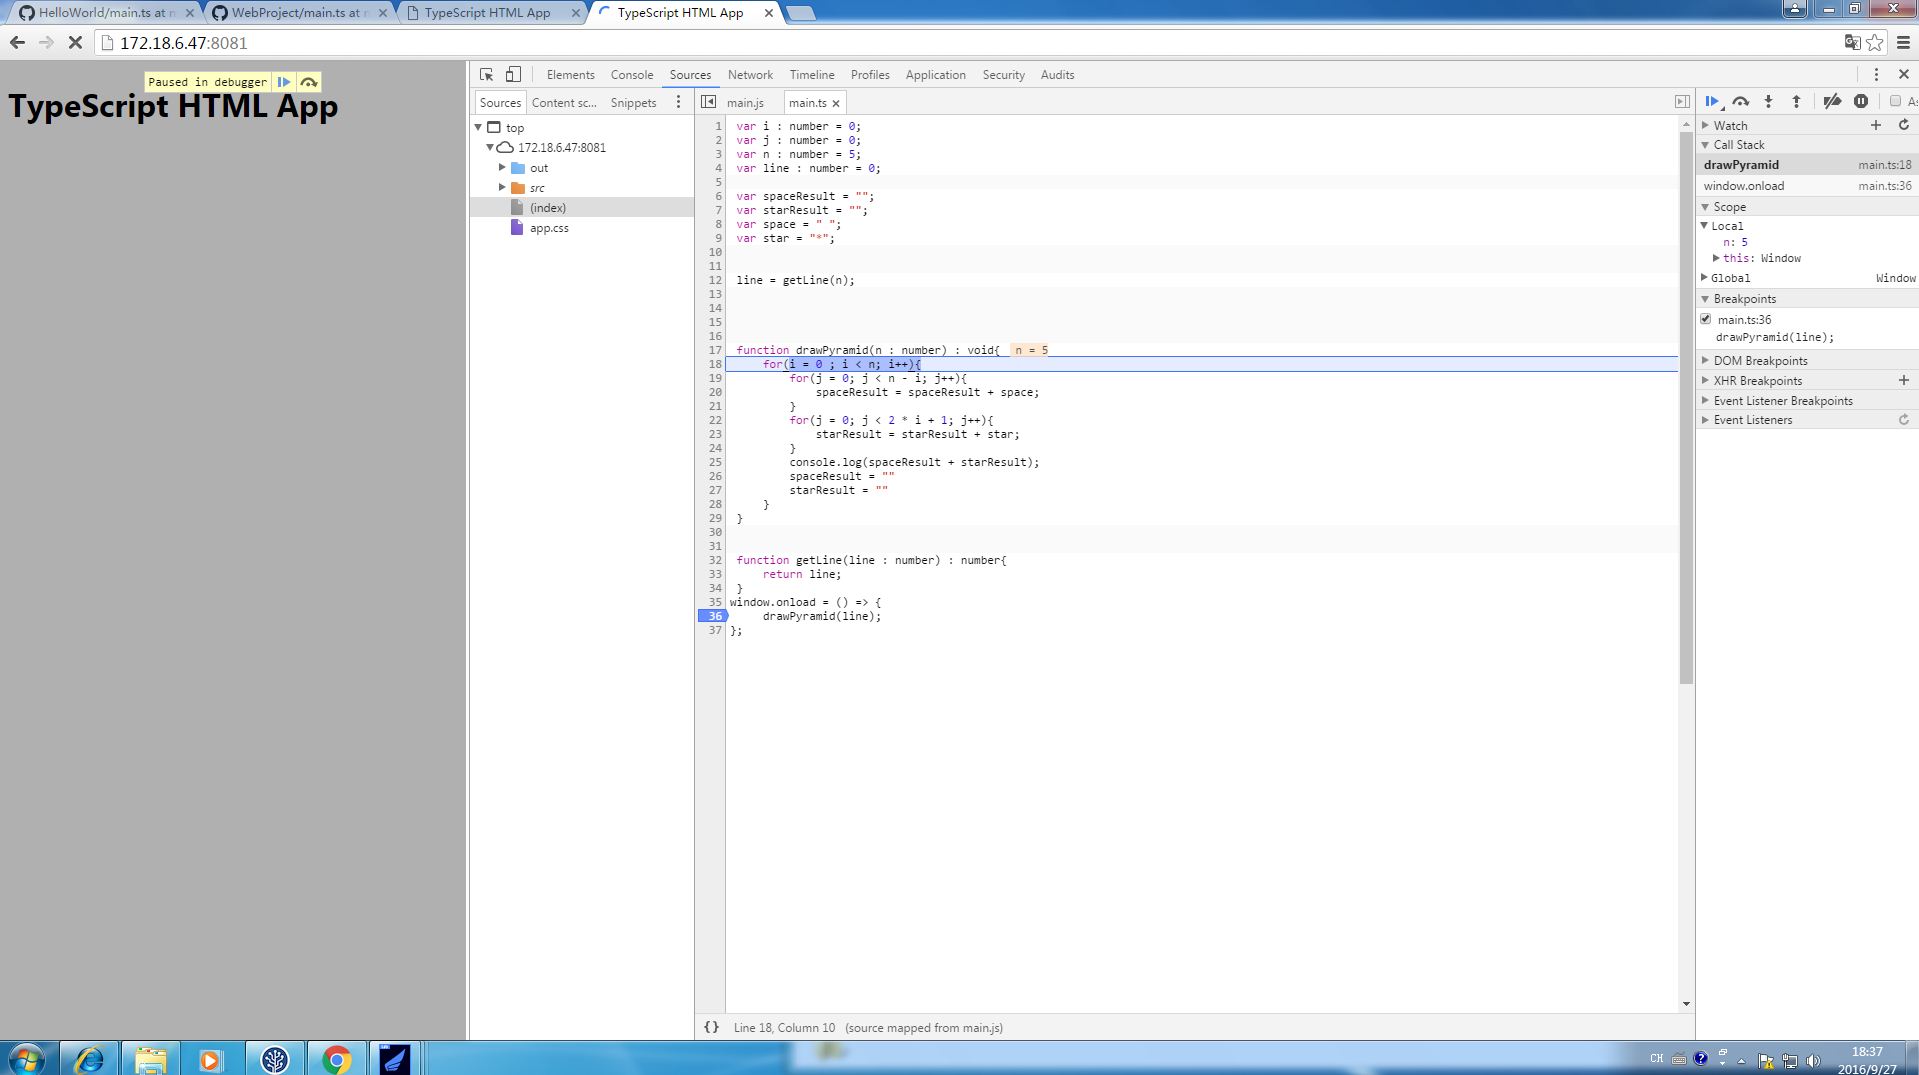 HelloWorld/main.ts at m
WebProject/main.ts at m
TypeScript HTML App
TypeScript HTML App
172.18.6.47:8081
Paused in debugger
TypeScript HTML App
Elements Console Sources Network Timeline Profiles Application Security Audits
Sources Content sc... Snippets
top
172.18.6.47:8081
out
src
(index)
app.css
main.js main.ts
1 var i : number = 0;
2 var j : number = 0;
3 var n : number = 5;
4 var line : number = 0;
5
6 var spaceResult = "";
7 var starResult = "";
8 var space = " ";
9 var star = "*";
10
11
12 line = getLine(n);
13
14
15
16
17 function drawPyramid(n : number) : void{ n = 5
18 for(i = 0 ; i < n; i++){
19 for(j = 0; j < n - i; j++){
20 spaceResult = spaceResult + space;
21 }
22 for(j = 0; j < 2 * i + 1; j++){
23 starResult = starResult + star;
24 }
25 console.log(spaceResult + starResult);
26 spaceResult = ""
27 starResult = ""
28 }
29 }
30
31
32 function getLine(line : number) : number{
33 return line;
34 }
35 window.onload = () => {
36 drawPyramid(line);
37 };
{} Line 18, Column 10 (source mapped from main.js)
As
Watch
Call Stack
drawPyramid main.ts:18
window.onload main.ts:36
Scope
Local
n: 5
this: Window
Global Window
Breakpoints
main.ts:36
drawPyramid(line);
DOM Breakpoints
XHR Breakpoints
Event Listener Breakpoints
Event Listeners
CH
18:37
2016/9/27